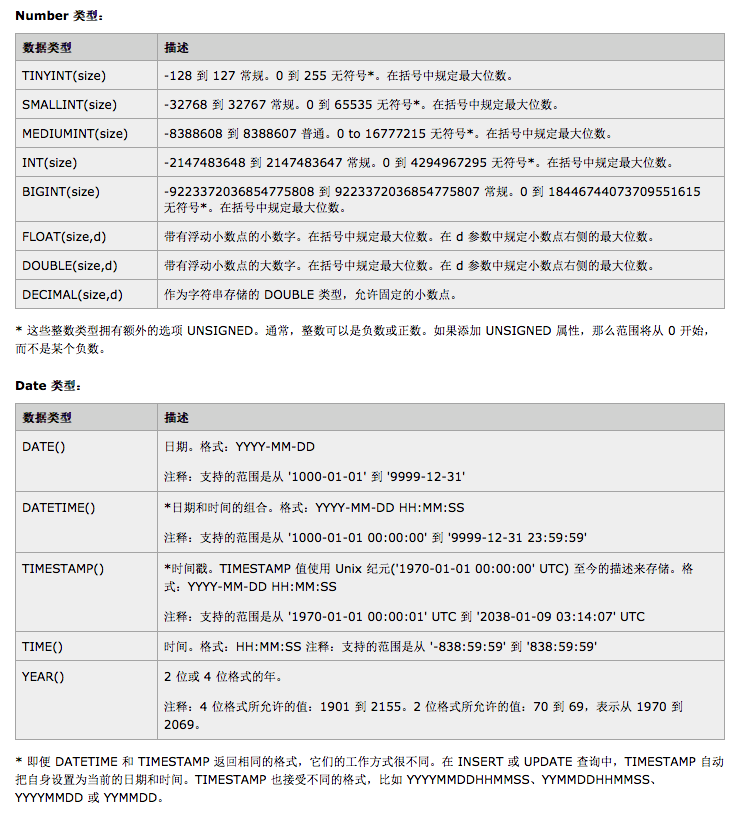 Number 类型：
数据类型 描述
TINYINT(size) -128 到 127 常规。0 到 255 无符号*。在括号中规定最大位数。
SMALLINT(size) -32768 到 32767 常规。0 到 65535 无符号*。在括号中规定最大位数。
MEDIUMINT(size) -8388608 到 8388607 普通。0 to 16777215 无符号*。在括号中规定最大位数。
INT(size) -2147483648 到 2147483647 常规。0 到 4294967295 无符号*。在括号中规定最大位数。
BIGINT(size) -9223372036854775808 到 9223372036854775807 常规。0 到 18446744073709551615
无符号*。在括号中规定最大位数。
FLOAT(size,d) 带有浮动小数点的小数字。在括号中规定最大位数。在 d 参数中规定小数点右侧的最大位数。
DOUBLE(size,d) 带有浮动小数点的大数字。在括号中规定最大位数。在 d 参数中规定小数点右侧的最大位数。
DECIMAL(size,d) 作为字符串存储的 DOUBLE 类型，允许固定的小数点。
* 这些整数类型拥有额外的选项 UNSIGNED。通常，整数可以是负数或正数。如果添加 UNSIGNED 属性，那么范围将从 0 开始，
而不是某个负数。
Date 类型：
数据类型 描述
DATE() 日期。格式：YYYY-MM-DD
注释：支持的范围是从 '1000-01-01' 到 '9999-12-31'
DATETIME() *日期和时间的组合。格式：YYYY-MM-DD HH:MM:SS
注释：支持的范围是从 '1000-01-01 00:00:00' 到 '9999-12-31 23:59:59'
TIMESTAMP() *时间戳。TIMESTAMP 值使用 Unix 纪元('1970-01-01 00:00:00' UTC) 至今的描述来存储。格
式：YYYY-MM-DD HH:MM:SS
注释：支持的范围是从 '1970-01-01 00:00:01' UTC 到 '2038-01-09 03:14:07' UTC
TIME() 时间。格式：HH:MM:SS 注释：支持的范围是从 '-838:59:59' 到 '838:59:59'
YEAR() 2 位或 4 位格式的年。
注释：4 位格式所允许的值：1901 到 2155。2 位格式所允许的值：70 到 69，表示从 1970 到
2069。
* 即便 DATETIME 和 TIMESTAMP 返回相同的格式，它们的工作方式很不同。在 INSERT 或 UPDATE 查询中，TIMESTAMP 自动
把自身设置为当前的日期和时间。TIMESTAMP 也接受不同的格式，比如 YYYYMMDDHHMMSS、YYMMDDHHMMSS、
YYYYMMDD 或 YYMMDD。